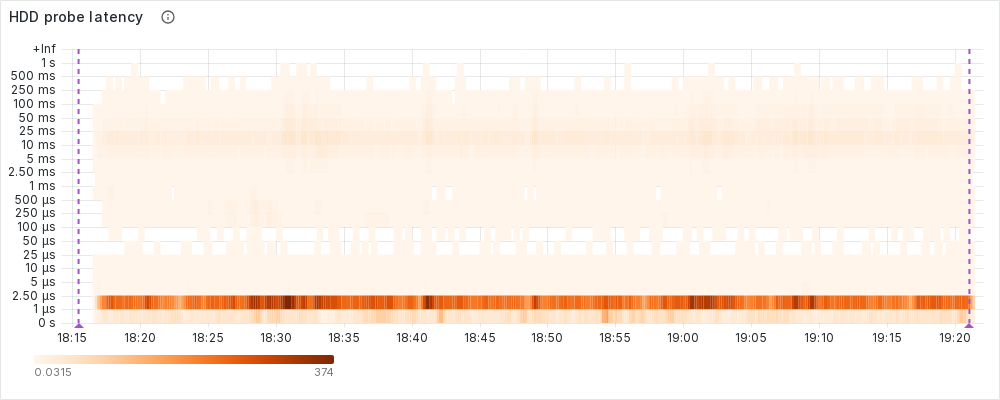 HDD probe latency
+Inf
1 s
500 ms
250 ms
100 ms
50 ms
25 ms
10 ms
5 ms
2.50 ms
1 ms
500 µs
250 µs
100 µs
50 µs
25 µs
10 µs
5 µs
2.50 µs
1 µs
0 s
18:15 18:20 18:25 18:30 18:35 18:40 18:45 18:50 18:55 19:00 19:05 19:10 19:15 19:20
0.0315 374